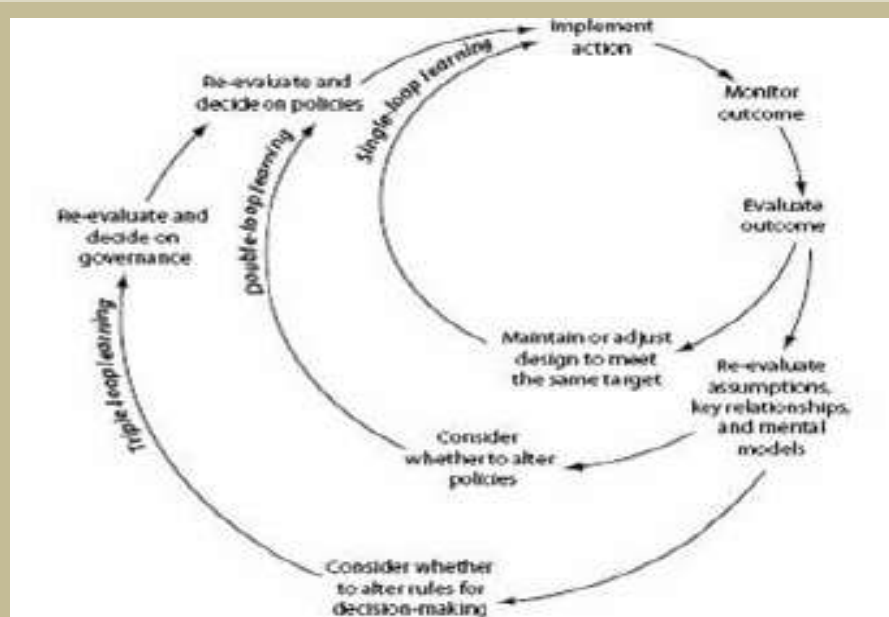 Implement
action
Monitor
outcome
Evaluate
outcome
Re-evaluate
assumptions,
key relationships,
and mental
models
Maintain or adjust
design to meet
the same target
Single-loop learning
Consider
whether to alter
policies
Double-loop learning
Re-evaluate and
decide on policies
Consider whether
to alter rules for
decision-making
Triple loop learning
Re-evaluate and
decide on
governance